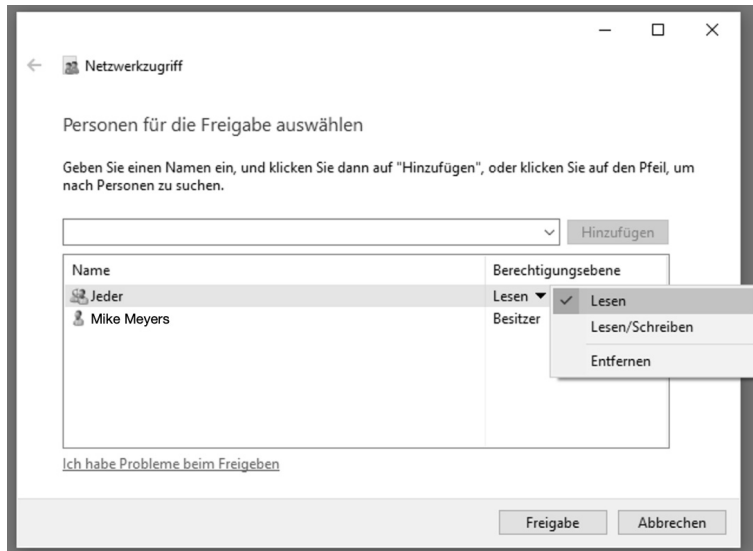 Netzwerkzugriff
Personen für die Freigabe auswählen
Geben Sie einen Namen ein, und klicken Sie dann auf "Hinzufügen", oder klicken Sie auf den Pfeil, um
nach Personen zu suchen.
Hinzufügen
Name Berechtigungsebene
Jeder Lesen Lesen
Mike Meyers Besitzer Lesen/Schreiben
Entfernen
Ich habe Probleme beim Freigeben
Freigabe Abbrechen